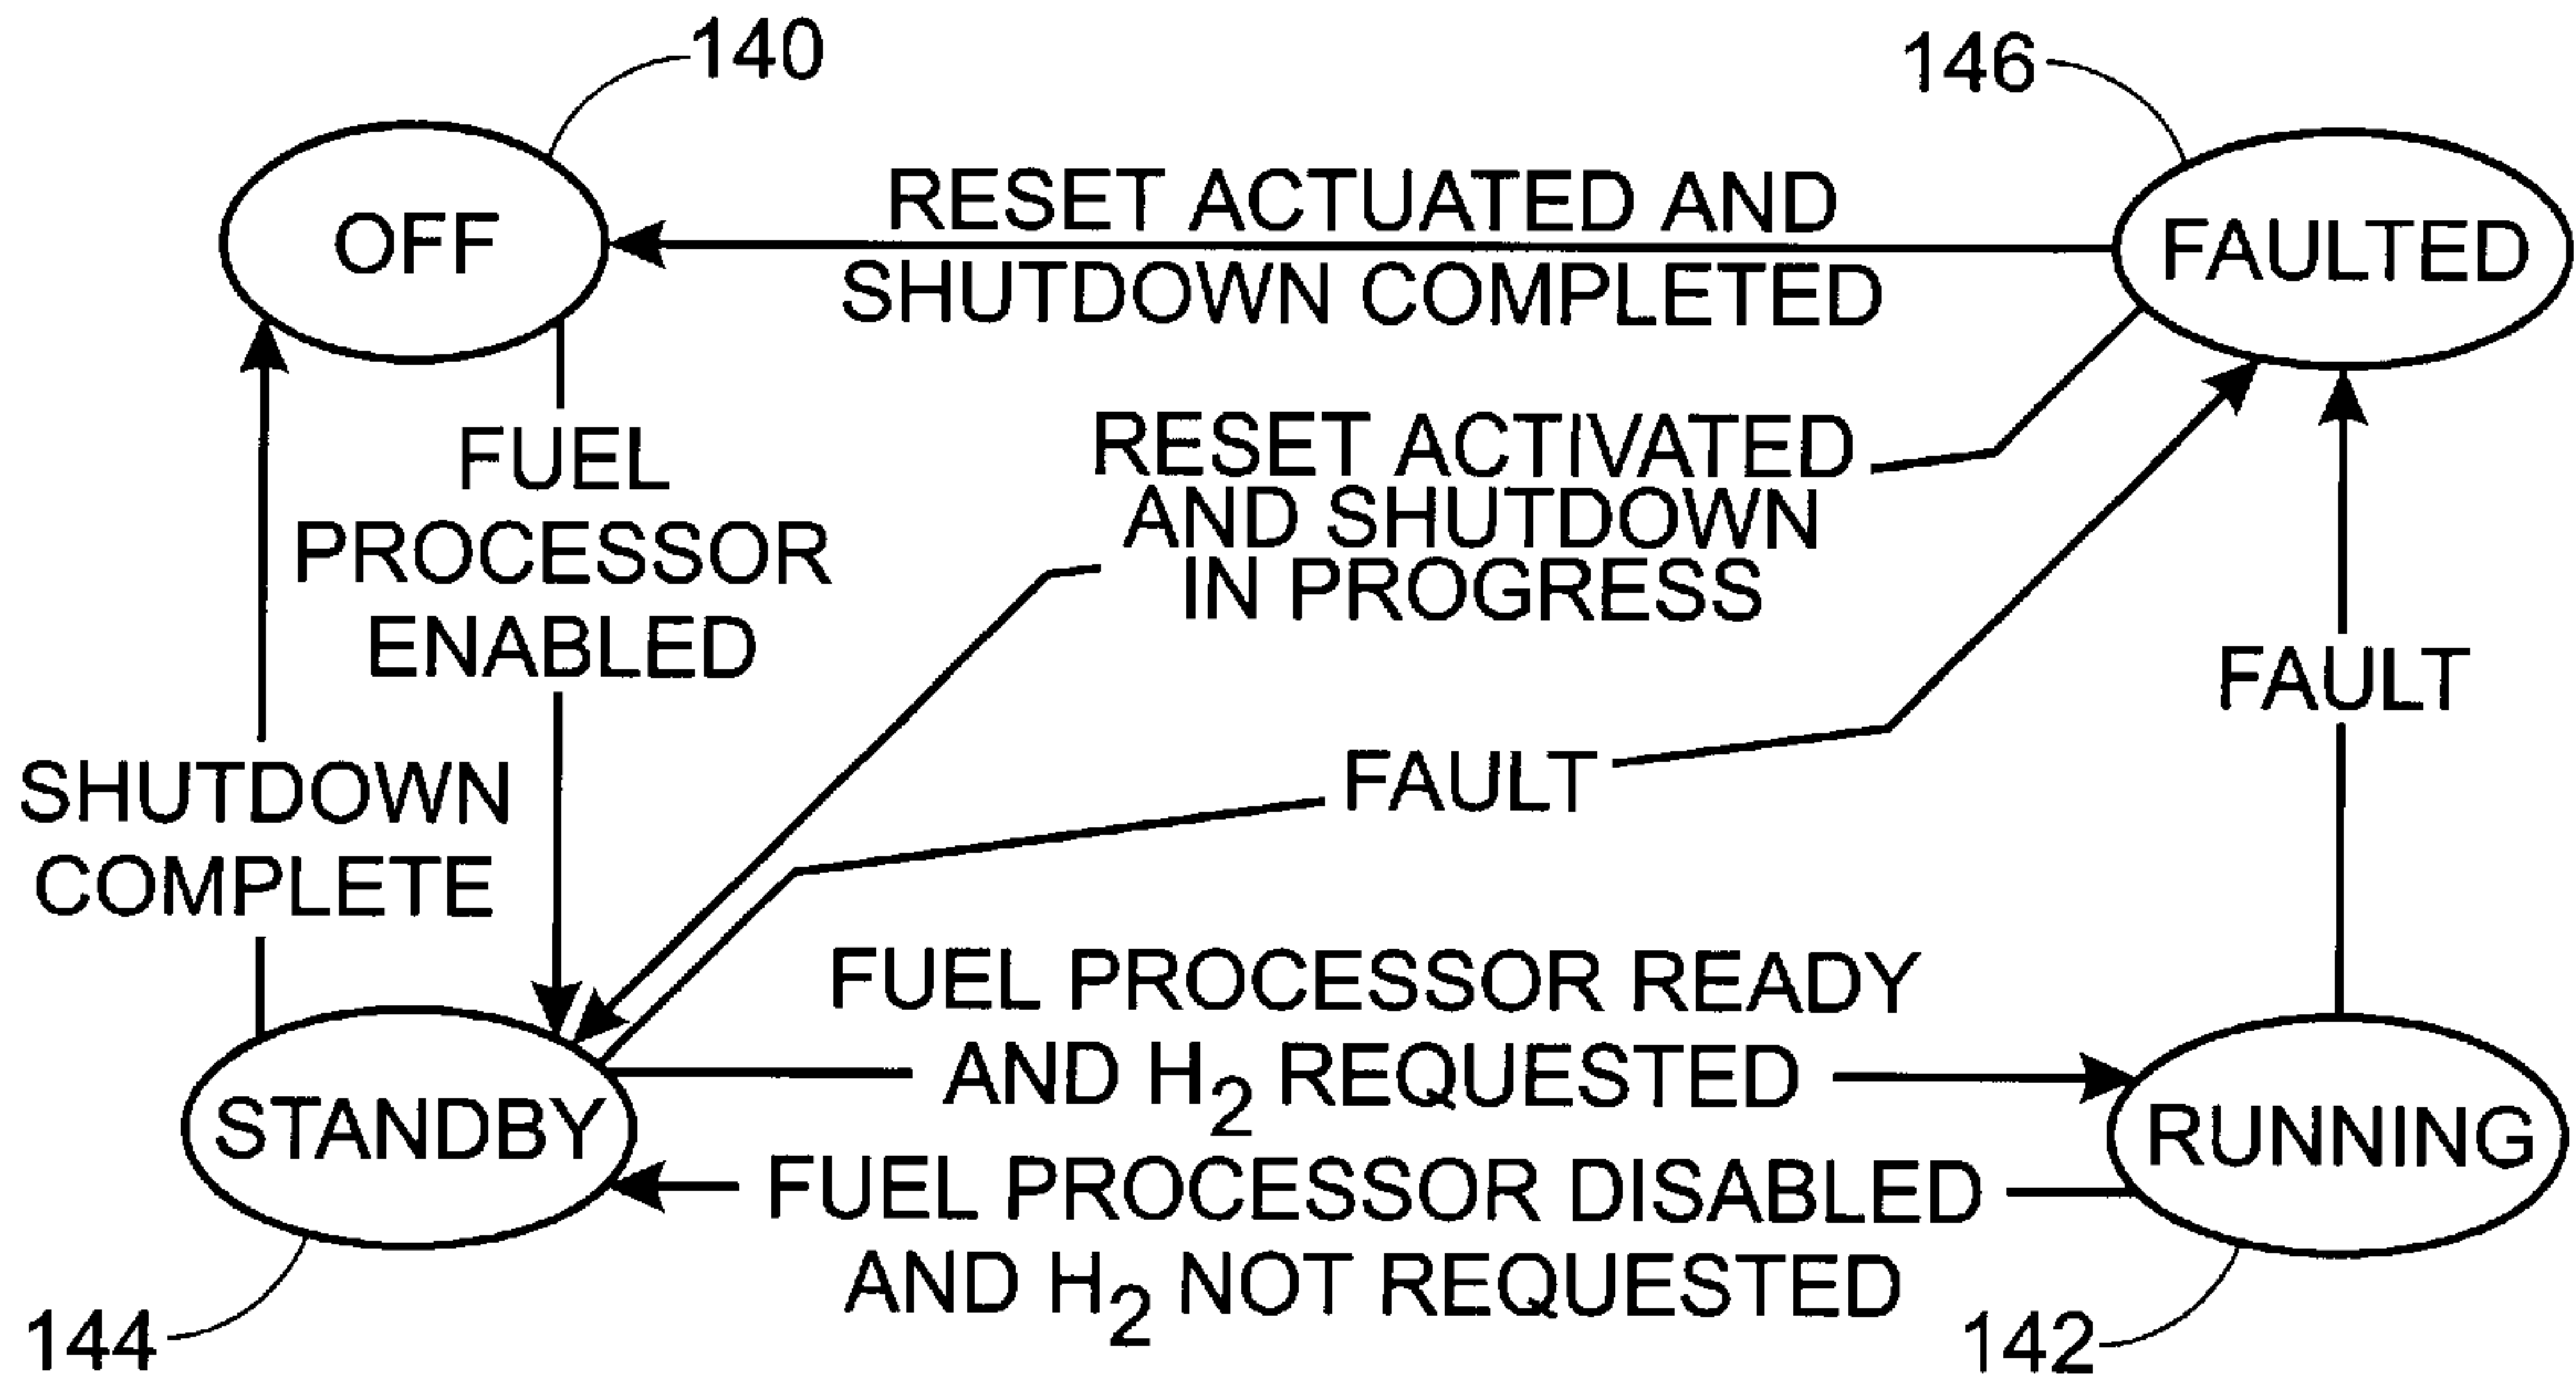 140
146
OFF
RESET ACTUATED AND
SHUTDOWN COMPLETED
FAULTED
FUEL
PROCESSOR
ENABLED
RESET ACTIVATED
AND SHUTDOWN
IN PROGRESS
FAULT
SHUTDOWN
COMPLETE
FAULT
FUEL PROCESSOR READY
AND H₂ REQUESTED
STANDBY
RUNNING
FUEL PROCESSOR DISABLED
AND H₂ NOT REQUESTED
144
142